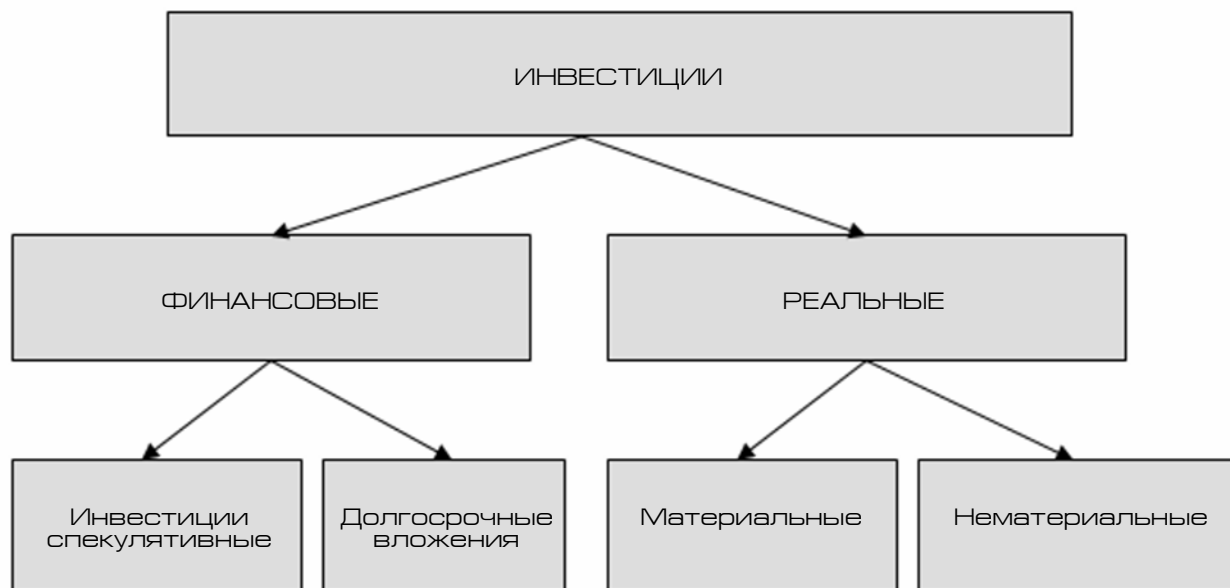 ИНВЕСТИЦИИ
ФИНАНСОВЫЕ
РЕАЛЬНЫЕ
Инвестиции
спекулятивные
Долгосрочные
вложения
Материальные
Нематериальные